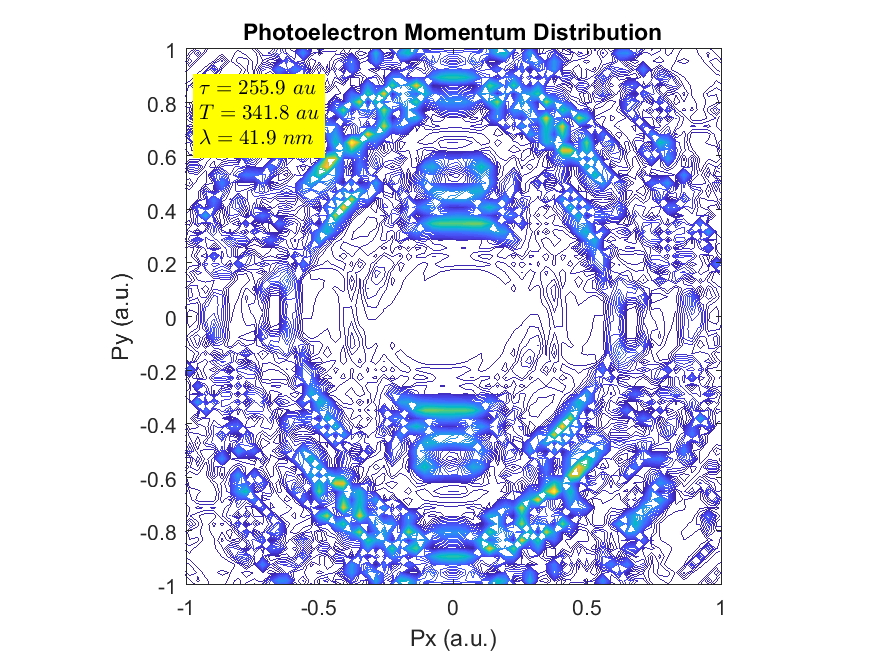 Photoelectron Momentum Distribution
1
τ = 255.9 au
T = 341.8 au
λ = 41.9 nm
0.8
0.6
0.4
0.2
0
-0.2
-0.4
-0.6
-0.8
-1
Py (a.u.)
-1 -0.5 0 0.5 1
Px (a.u.)